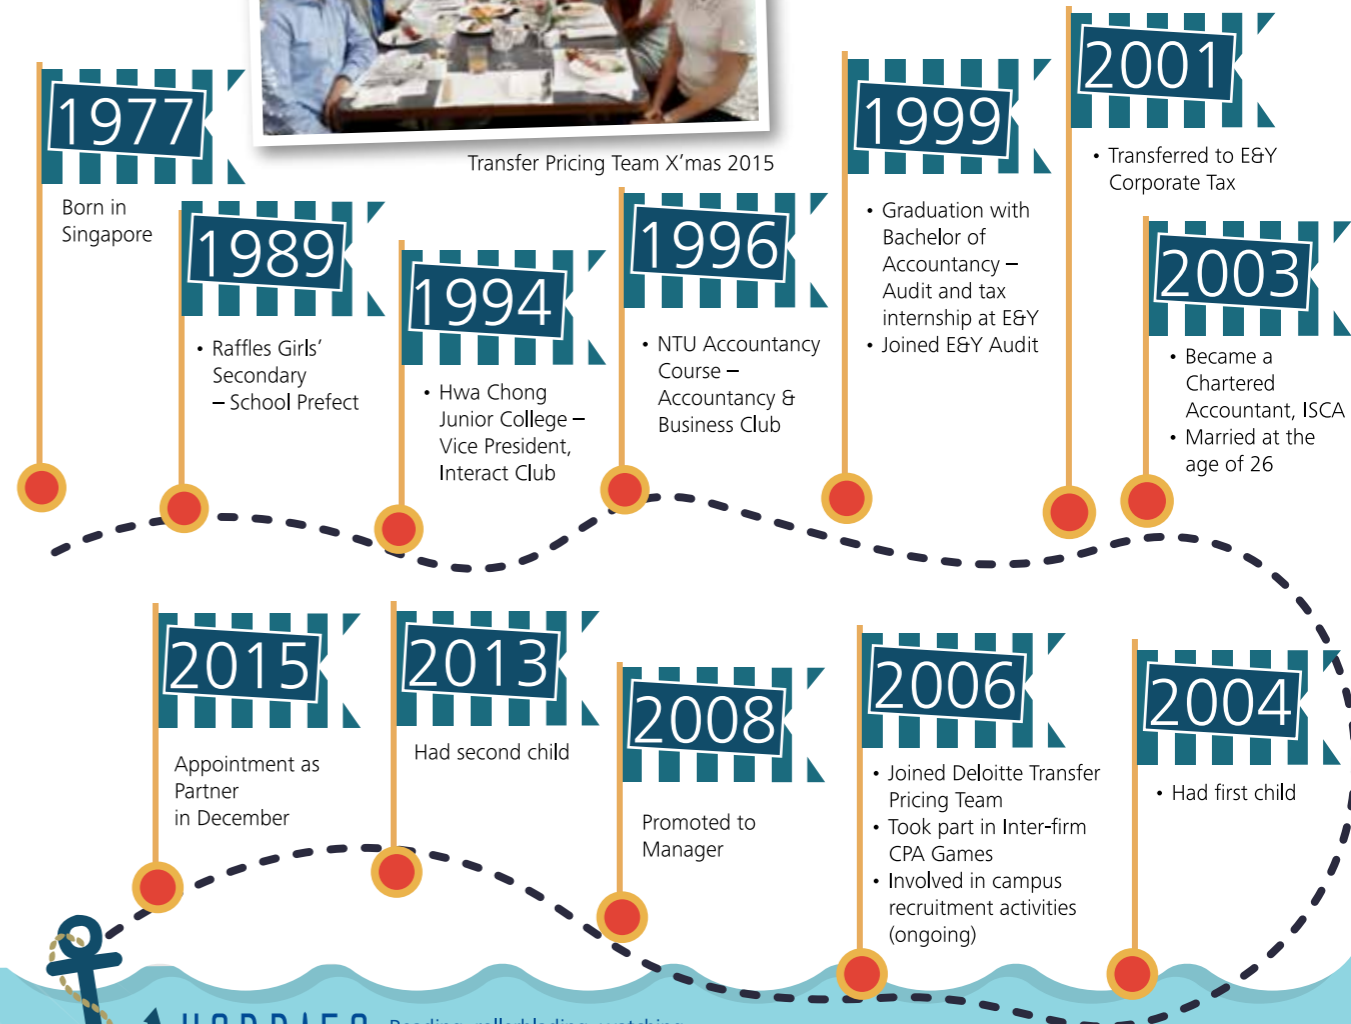 Transfer Pricing Team X'mas 2015
1977
Born in
Singapore
1989
• Raffles Girls'
Secondary
– School Prefect
1994
• Hwa Chong
Junior College –
Vice President,
Interact Club
1996
• NTU Accountancy
Course –
Accountancy &
Business Club
1999
• Graduation with
Bachelor of
Accountancy –
Audit and tax
internship at E&Y
• Joined E&Y Audit
2001
• Transferred to E&Y
Corporate Tax
2003
• Became a
Chartered
Accountant, ISCA
• Married at the
age of 26
2004
• Had first child
2006
• Joined Deloitte Transfer
Pricing Team
• Took part in Inter-firm
CPA Games
• Involved in campus
recruitment activities
(ongoing)
2008
Promoted to
Manager
2013
Had second child
2015
Appointment as
Partner
in December
HOBBIES
Reading, rollerblading, watching